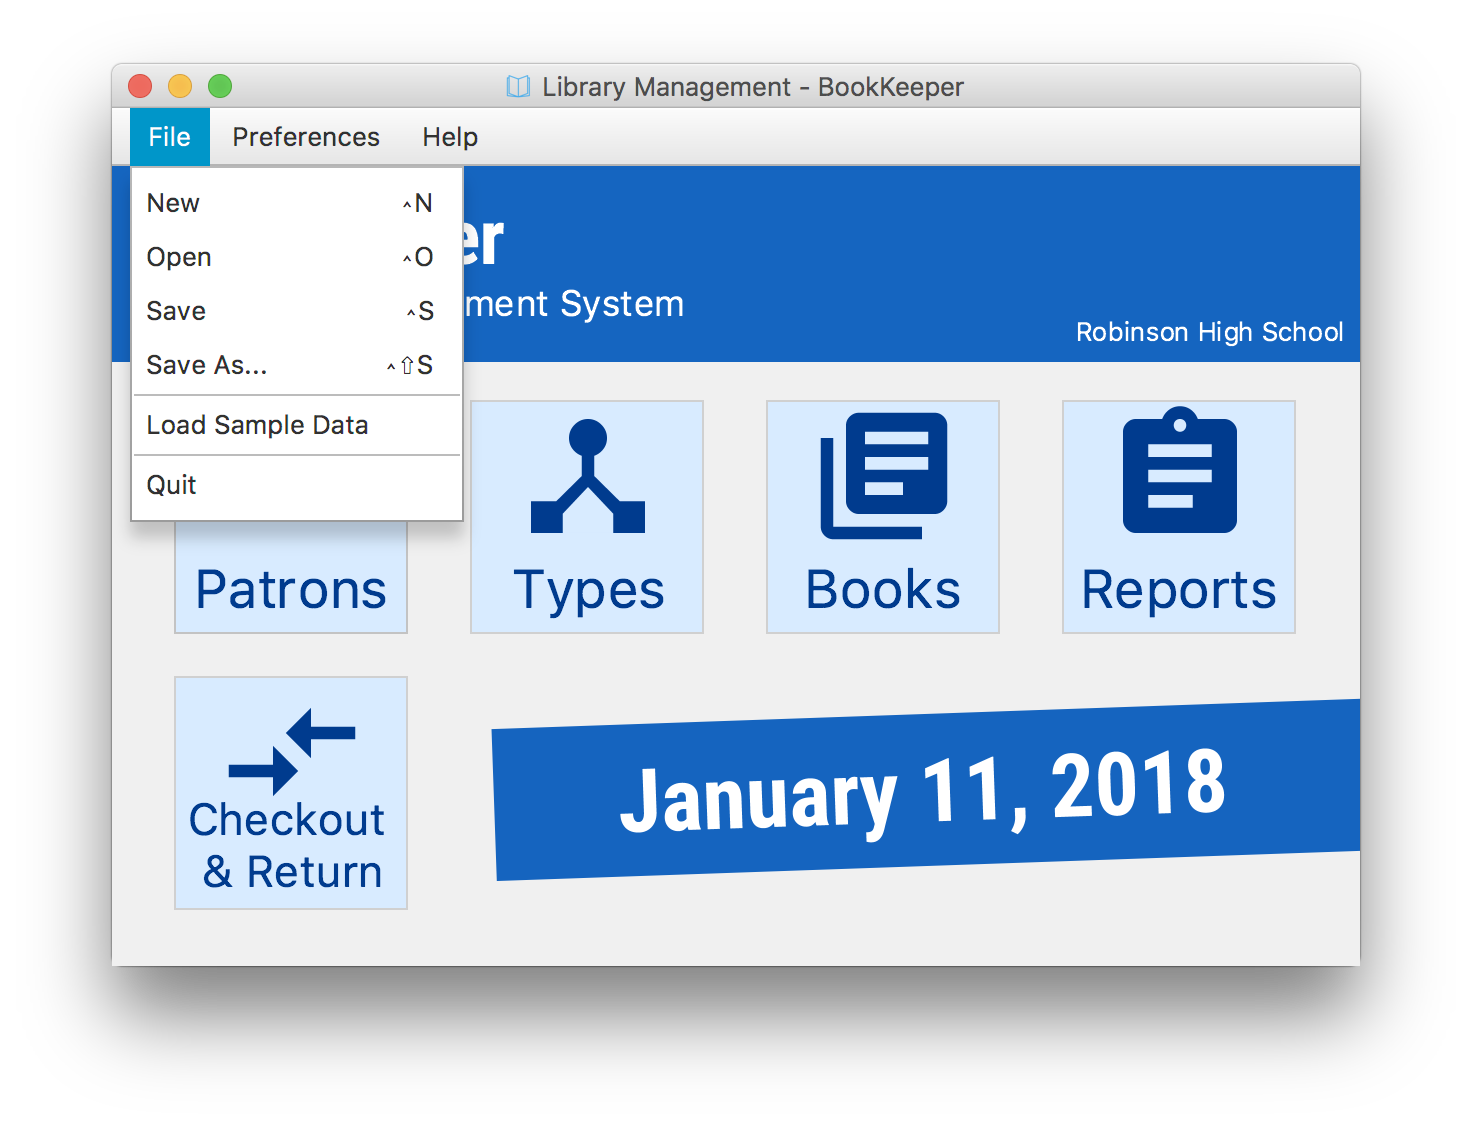 Library Management - BookKeeper
File Preferences Help
New ^N
Open ^O
Save ^S
Save As... ^⇧S
Load Sample Data
Quit
er
ment System
Robinson High School
Patrons
Types
Books
Reports
Checkout
& Return
January 11, 2018